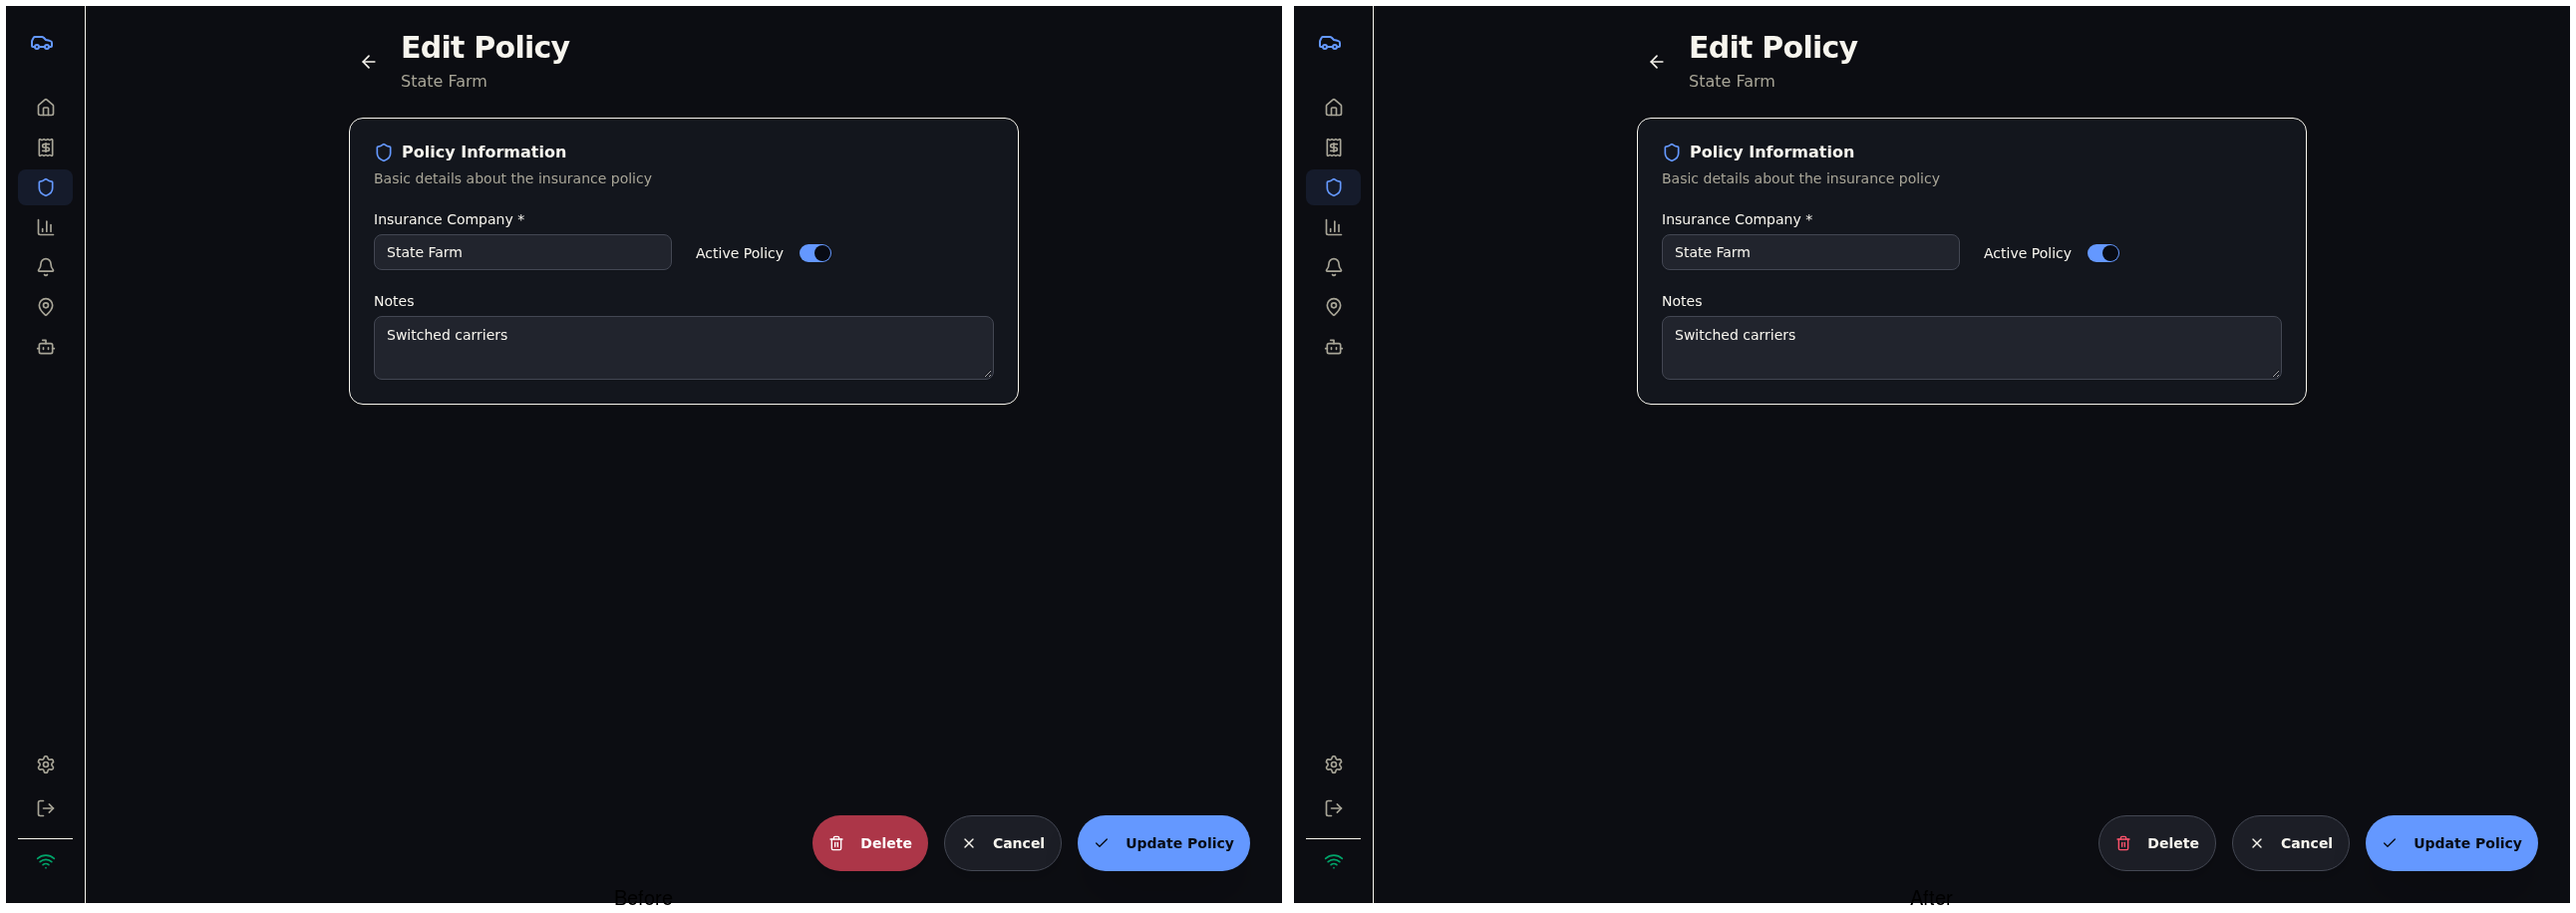 Edit Policy
State Farm
Policy Information
Basic details about the insurance policy
Insurance Company *
State Farm
Active Policy
Notes
Switched carriers
Delete
Cancel
Update Policy
Before
Edit Policy
State Farm
Policy Information
Basic details about the insurance policy
Insurance Company *
State Farm
Active Policy
Notes
Switched carriers
Delete
Cancel
Update Policy
After